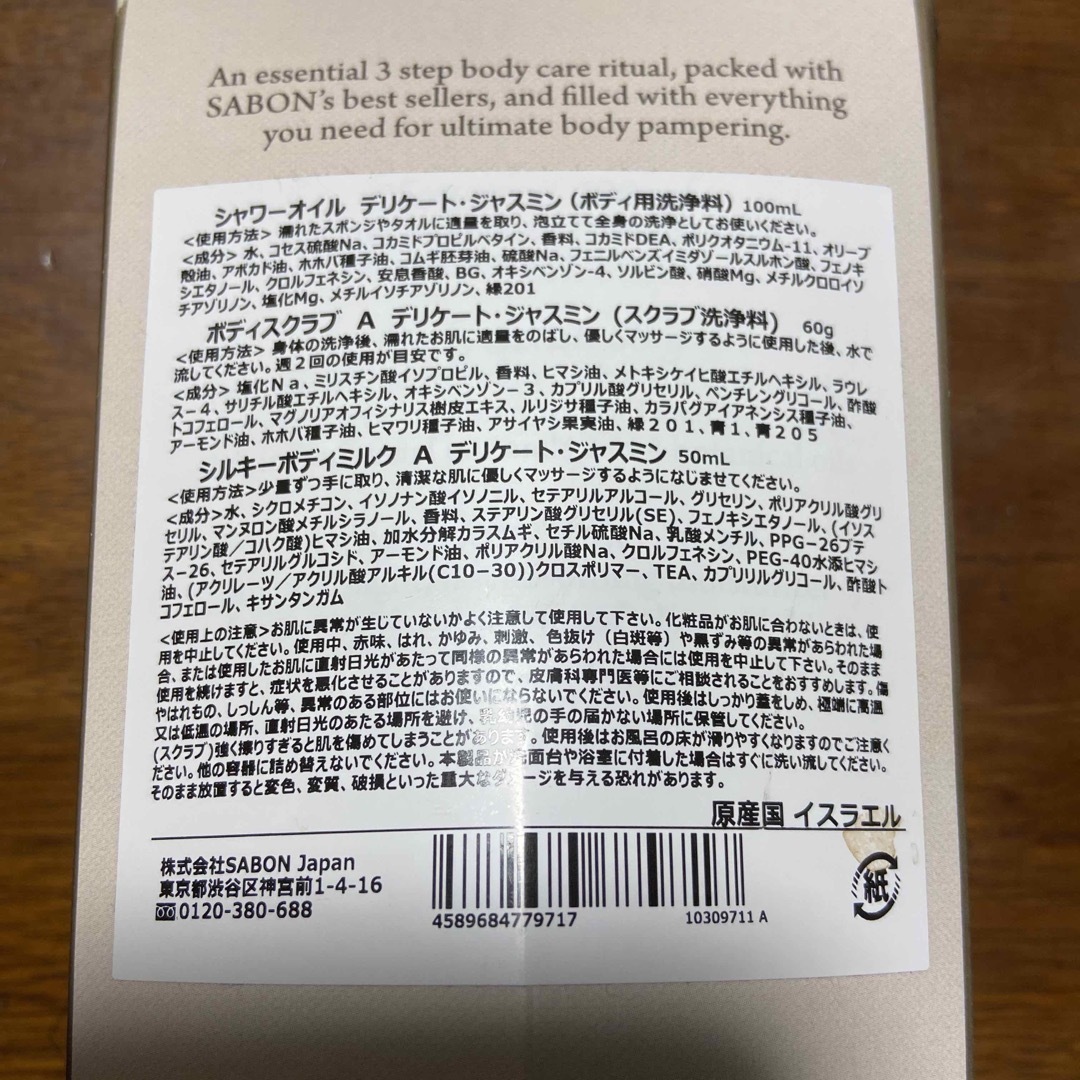 An essential 3 step body care ritual, packed with
SABON's best sellers, and filled with everything
you need for ultimate body pampering.
シャワーオイル デリケート・ジャスミン（ボディ用洗浄料）100mL
<使用方法> 濡れたスポンジやタオルに適量を取り、泡立てて全身の洗浄としてお使いください。
<成分> 水、コセス硫酸Na、コカミドプロピルベタイン、香料、コカミドDEA、ポリクオタニウム-11、オリーブ
殻油、アボカド油、ホホバ種子油、コムギ胚芽油、硫酸Na、フェニルベンズイミダゾールスルホン酸、フェノキ
シエタノール、クロルフェネシン、安息香酸、BG、オキシベンゾン-4、ソルビン酸、硝酸Mg、メチルクロロイソ
チアゾリノン、塩化Mg、メチルイソチアゾリノン、緑201
ボディスクラブ A デリケート・ジャスミン（スクラブ洗浄料） 60g
<使用方法> 身体の洗浄後、濡れたお肌に適量をのばし、優しくマッサージするように使用した後、水で
流してください。週２回の使用が目安です。
<成分> 塩化Ｎａ、ミリスチン酸イソプロピル、香料、ヒマシ油、メトキシケイヒ酸エチルヘキシル、ラウレ
ス－４、サリチル酸エチルヘキシル、オキシベンゾン－３、カプリル酸グリセリル、ペンチレングリコール、酢酸
トコフェロール、マグノリアオフィシナリス樹皮エキス、ルリジサ種子油、カラパグアイアネンシス種子油、
アーモンド油、ホホバ種子油、ヒマワリ種子油、アサイヤシ果実油、緑２０１、青１、青２０５
シルキーボディミルク A デリケート・ジャスミン 50mL
<使用方法>少量ずつ手に取り、清潔な肌に優しくマッサージするようになじませてください。
<成分>水、シクロメチコン、イソノナン酸イソノニル、セテアリルアルコール、グリセリン、ポリアクリル酸グリ
セリル、マンヌロン酸メチルシラノール、香料、ステアリン酸グリセリル(SE)、フェノキシエタノール、(イソス
テアリン酸／コハク酸)ヒマシ油、加水分解カラスムギ、セチル硫酸Na、乳酸メンチル、PPG-26ブテ
ス-26、セテアリルグルコシド、アーモンド油、ポリアクリル酸Na、クロルフェネシン、PEG-40水添ヒマシ
油、(アクリレーツ／アクリル酸アルキル(C10-30))クロスポリマー、TEA、カプリリルグリコール、酢酸ト
コフェロール、キサンタンガム
<使用上の注意>お肌に異常が生じていないかよく注意して使用して下さい。化粧品がお肌に合わないときは、使
用を中止してください。使用中、赤味、はれ、かゆみ、刺激、色抜け（白斑等）や黒ずみ等の異常があらわれた場
合、または使用したお肌に直射日光があたって同様の異常があらわれた場合には使用を中止して下さい。そのまま
使用を続けますと、症状を悪化させることがありますので、皮膚科専門医等にご相談されることをおすすめします。傷
やはれもの、しっしん等、異常のある部位にはお使いにならないでください。使用後はしっかり蓋をしめ、極端に高温
又は低温の場所、直射日光のあたる場所を避け、乳幼児の手の届かない場所に保管してください。
(スクラブ)強く擦りすぎると肌を傷めてしまうことがあります。使用後はお風呂の床が滑りやすくなりますのでご注意く
ださい。他の容器に詰め替えないでください。本製品が洗面台や浴室に付着した場合はすぐに洗い流してください。
そのまま放置すると変色、変質、破損といった重大なダメージを与える恐れがあります。
原産国 イスラエル
株式会社SABON Japan
東京都渋谷区神宮前1-4-16
0120-380-688
4589684779717
10309711 A
紙